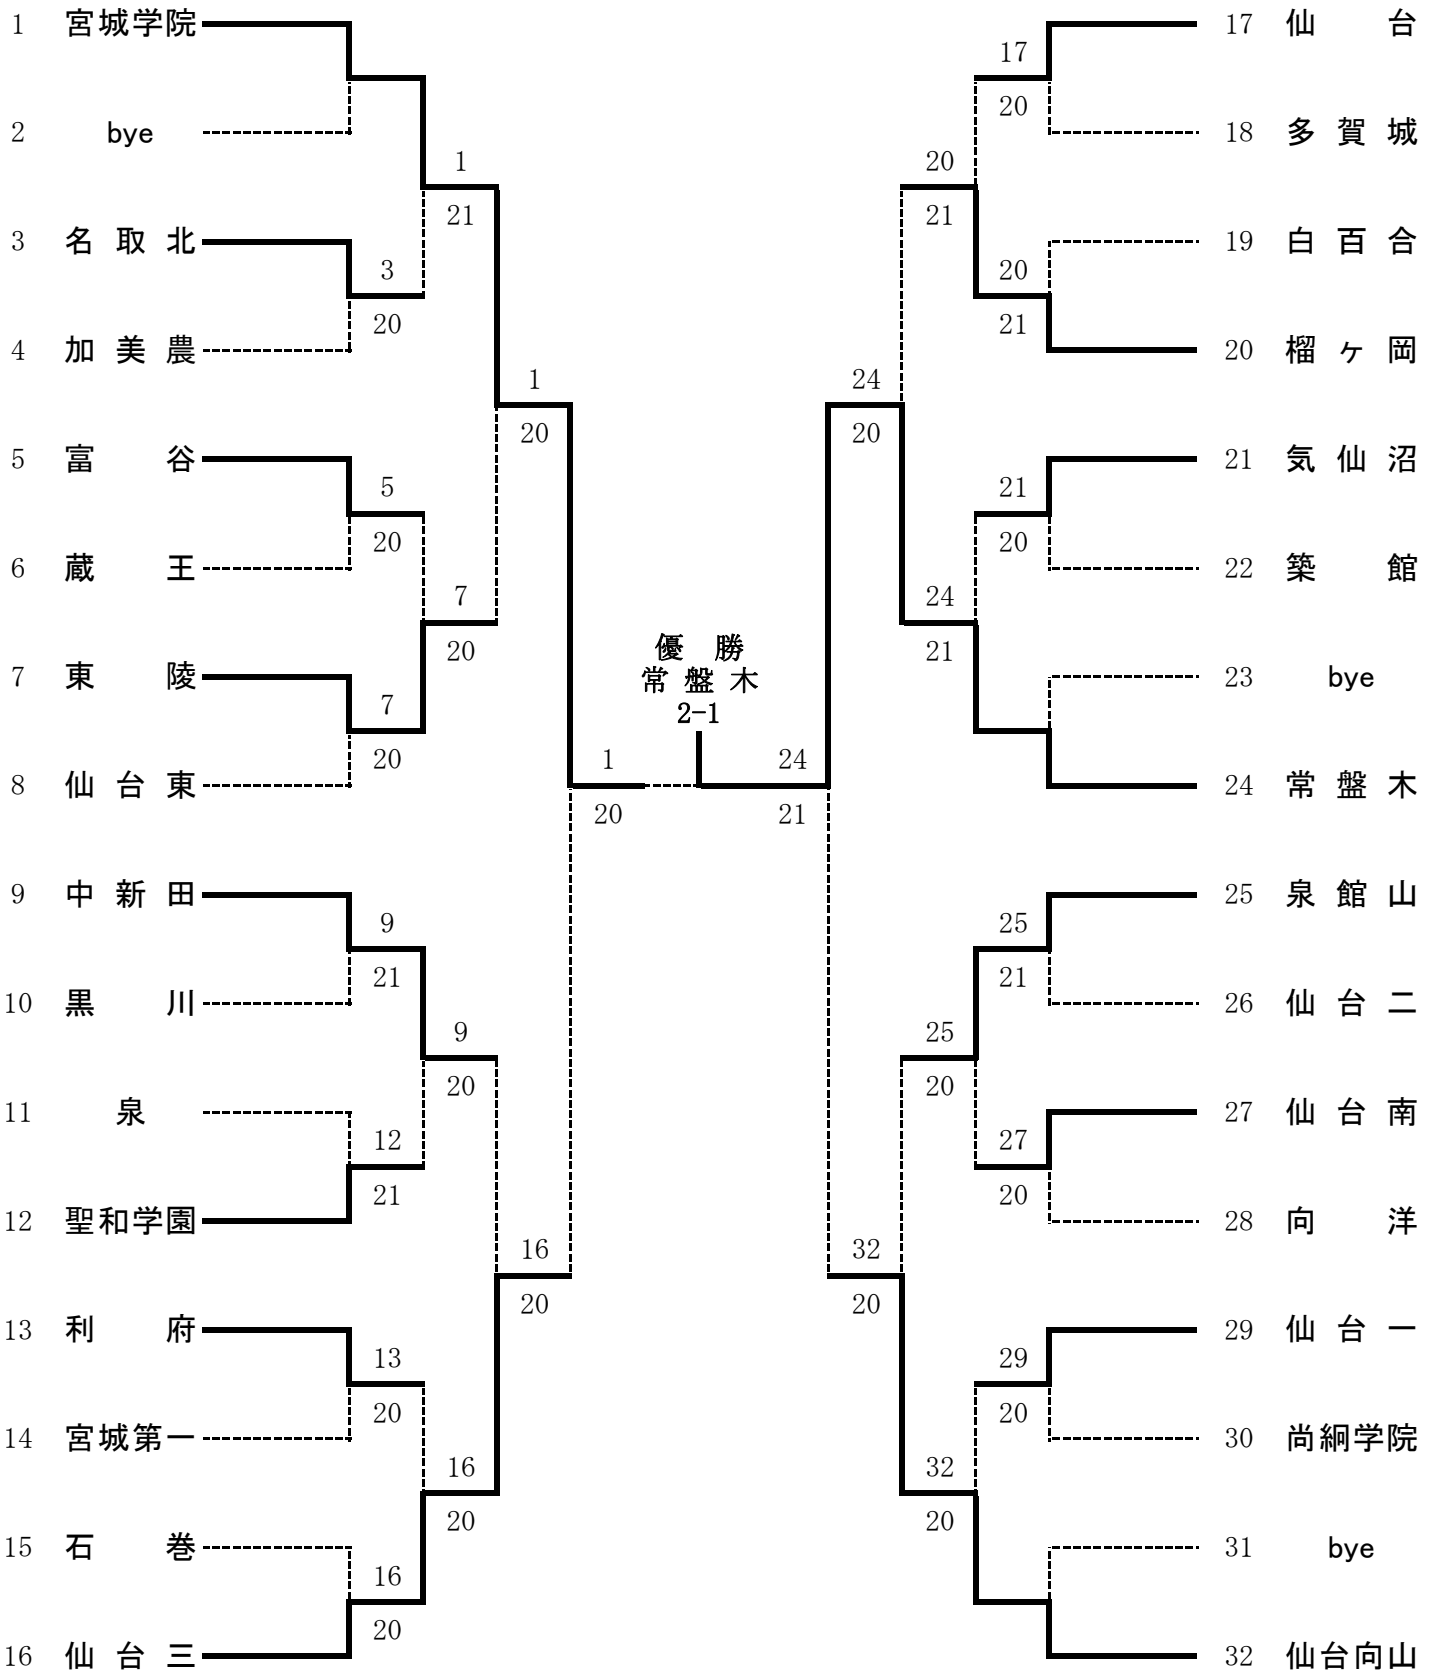 1 宮城学院
2 bye
3 名取北
4 加美農
5 富谷
6 蔵王
7 東陵
8 仙台東
9 中新田
10 黒川
11 泉
12 聖和学園
13 利府
14 宮城第一
15 石巻
16 仙台三
3
20
5
20
7
20
9
21
12
21
13
20
16
20
1
21
7
20
9
20
16
20
1
20
16
20
1
20
優勝
常盤木
2-1
24
21
24
20
32
20
20
21
24
21
25
20
32
20
17
20
20
21
21
20
25
21
27
20
29
20
17 仙台
18 多賀城
19 白百合
20 榴ヶ岡
21 気仙沼
22 築館
23 bye
24 常盤木
25 泉館山
26 仙台二
27 仙台南
28 向洋
29 仙台一
30 尚絅学院
31 bye
32 仙台向山